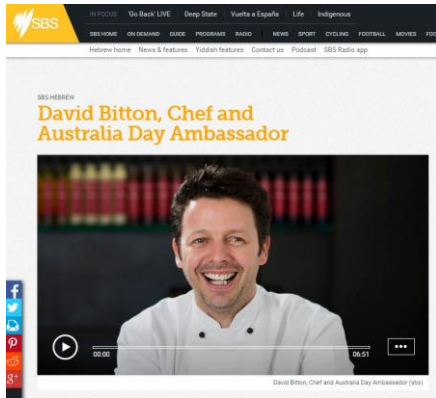 SBS
IN FOCUS 'Go Back' LIVE Deep State Vuelta a España Life Indigenous
SBS HOME ON DEMAND GUIDE PROGRAMS RADIO NEWS SPORT CYCLING FOOTBALL MOVIES
Hebrew home News & features Yiddish features Contact us Podcast SBS Radio app
SBS HEBREW
David Bitton, Chef and
Australia Day Ambassador
00:00 06:51
David Bitton, Chef and Australia Day Ambassador (sbs)